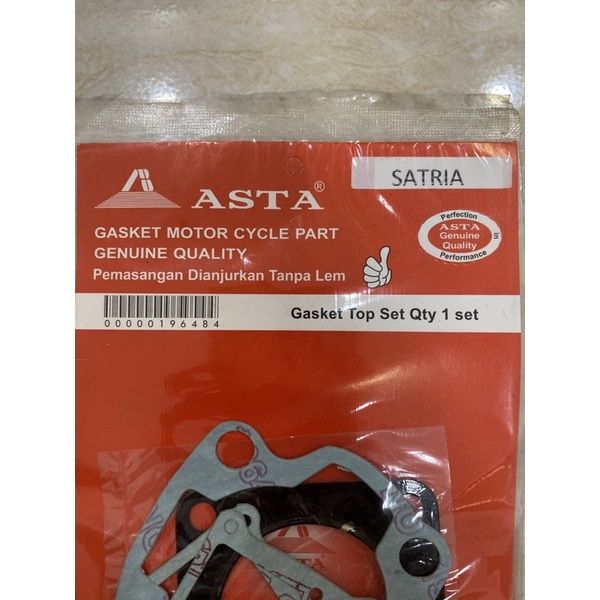 ASTA®
SATRIA
GASKET MOTOR CYCLE PART
GENUINE QUALITY
Pemasangan Dianjurkan Tanpa Lem
Perfection
ASTA
Genuine
Quality
in
Performance
00000196484
Gasket Top Set Qty 1 set